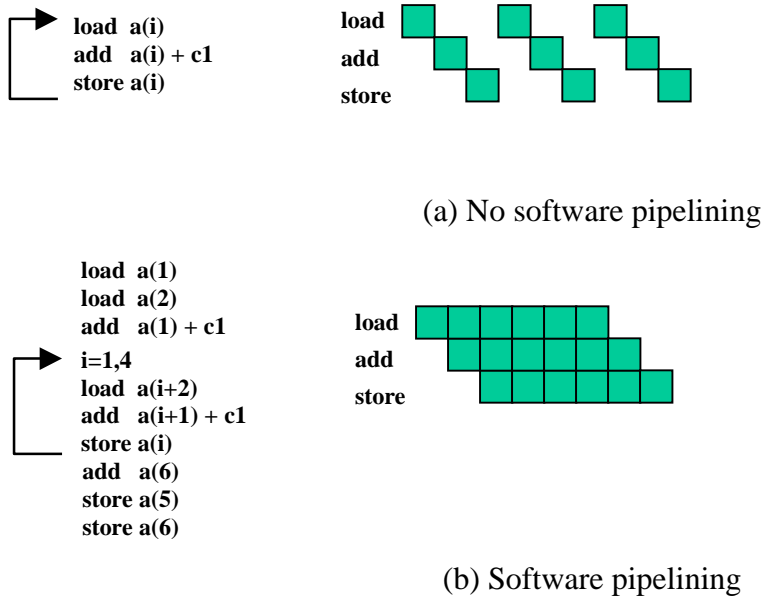 load a(i)
add a(i) + c1
store a(i)
load
add
store
(a) No software pipelining
load a(1)
load a(2)
add a(1) + c1
i=1,4
load a(i+2)
add a(i+1) + c1
store a(i)
add a(6)
store a(5)
store a(6)
load
add
store
(b) Software pipelining